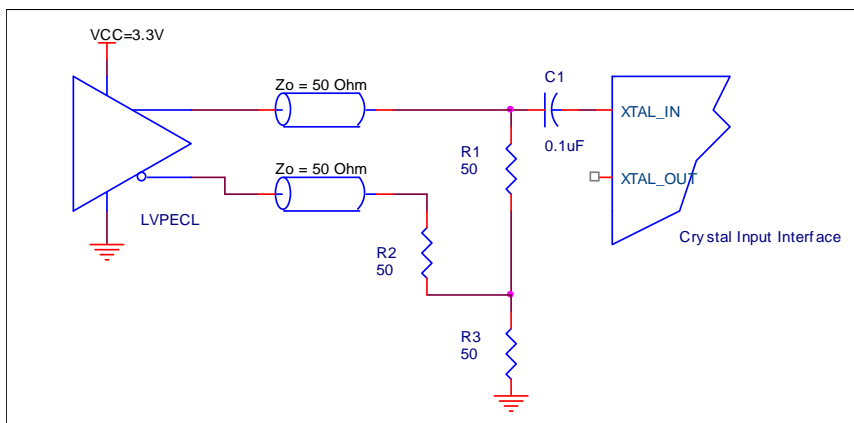 VCC=3.3V
Zo = 50 Ohm
C1
XTAL_IN
0.1uF
R1
50
Zo = 50 Ohm
XTAL_OUT
LVPECL
Crystal Input Interface
R2
50
R3
50